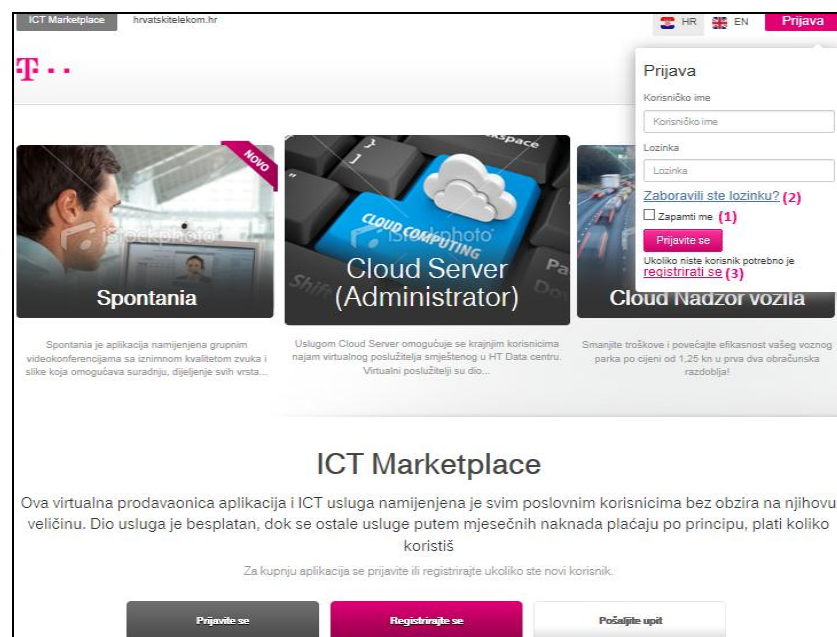 ICT Marketplace
hrvatskitelekom.hr
HR
EN
Prijava
T
Prijava
Korisničko ime
Korisničko ime
Lozinka
Lozinka
Zaboravili ste lozinku? (2)
Zapamti me (1)
Prijavite se
Ukoliko niste korisnik potrebno je
registrirati se (3)
NOVO
iStockphoto
Spontania
Spontania je aplikacija namijenjena grupnim
videokonferencijama sa iznimnom kvalitetom zvuka i
slike koja omogućava suradnju, dijeljenje svih vrsta...
CLOUD COMPUTING
iStockphoto
Shift
Cloud Server
(Administrator)
Uslugom Cloud Server omogućuje se krajnjim korisnicima
najam virtualnog poslužitelja smještenog u HT Data centru.
Virtualni poslužitelji su dio...
Cloud Nadzor vozila
Smanjite troškove i povećajte efikasnost vašeg voznog
parka po cijeni od 1,25 kn u prva dva obračunska
razdoblja!
ICT Marketplace
Ova virtualna prodavaonica aplikacija i ICT usluga namijenjena je svim poslovnim korisnicima bez obzira na njihovu
veličinu. Dio usluga je besplatan, dok se ostale usluge putem mjesečnih naknada plaćaju po principu, plati koliko
koristiš
Za kupnju aplikacija se prijavite ili registrirajte ukoliko ste novi korisnik.
Prijavite se
Registrirajte se
Pošaljite upit